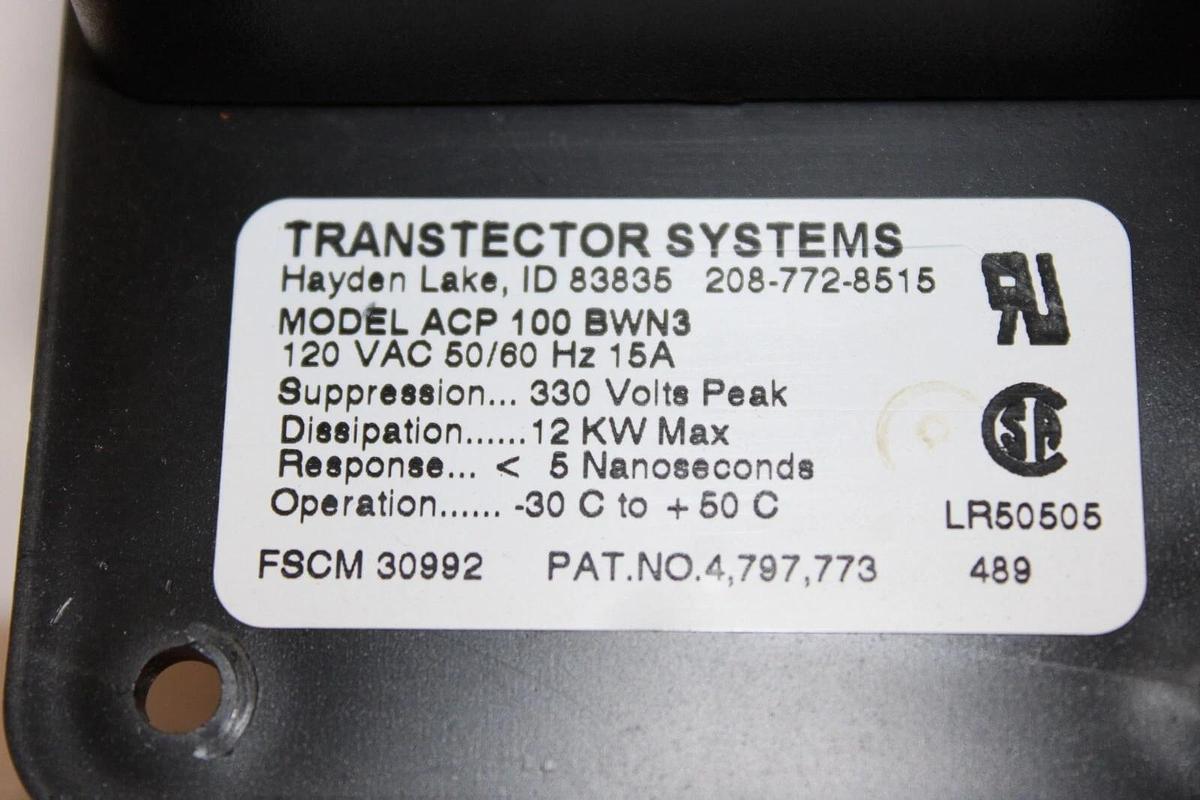 TRANSTECTOR SYSTEMS
Hayden Lake, ID 83835 208-772-8515
MODEL ACP 100 BWN3
120 VAC 50/60 Hz 15A
Suppression... 330 Volts Peak
Dissipation...... 12 KW Max
Response... < 5 Nanoseconds
Operation...... -30 C to +50 C
FSCM 30992 PAT.NO.4,797,773
RU
SA
LR50505
489